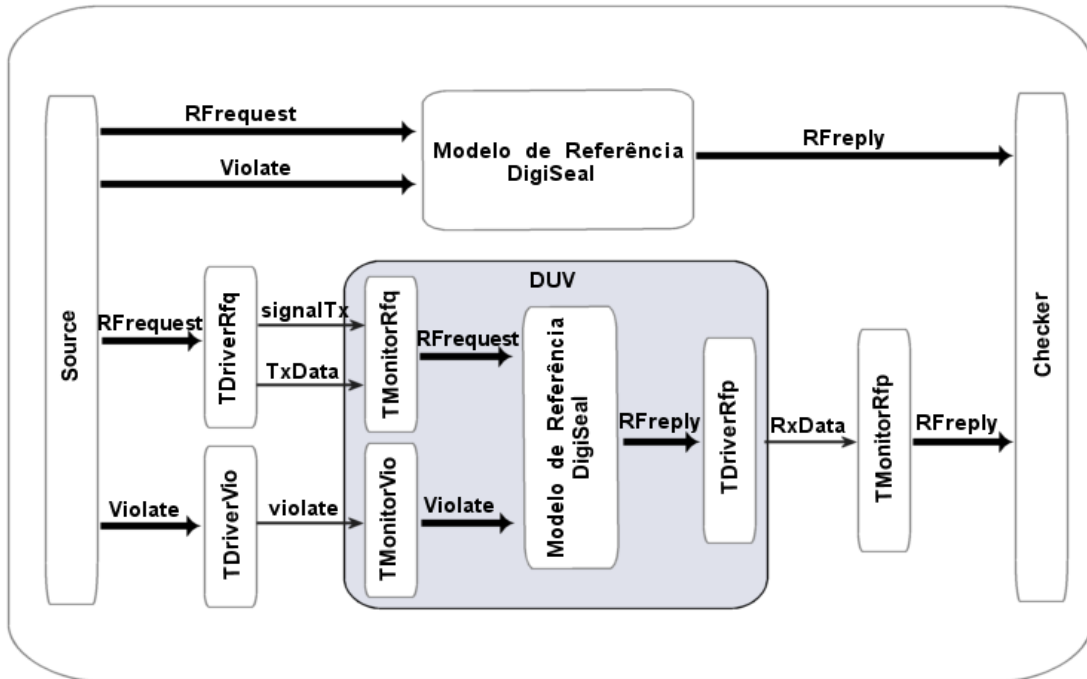 RFrequest
Violate
Modelo de Referência
DigiSeal
RFreply
Source
Checker
DUV
RFrequest
TDriverRfq
signalTx
TxData
TMonitorRfq
RFrequest
Modelo de Referência
DigiSeal
RFreply
TDriverRfp
RxData
TMonitorRfp
RFreply
Violate
TDriverVio
violate
TMonitorVio
Violate